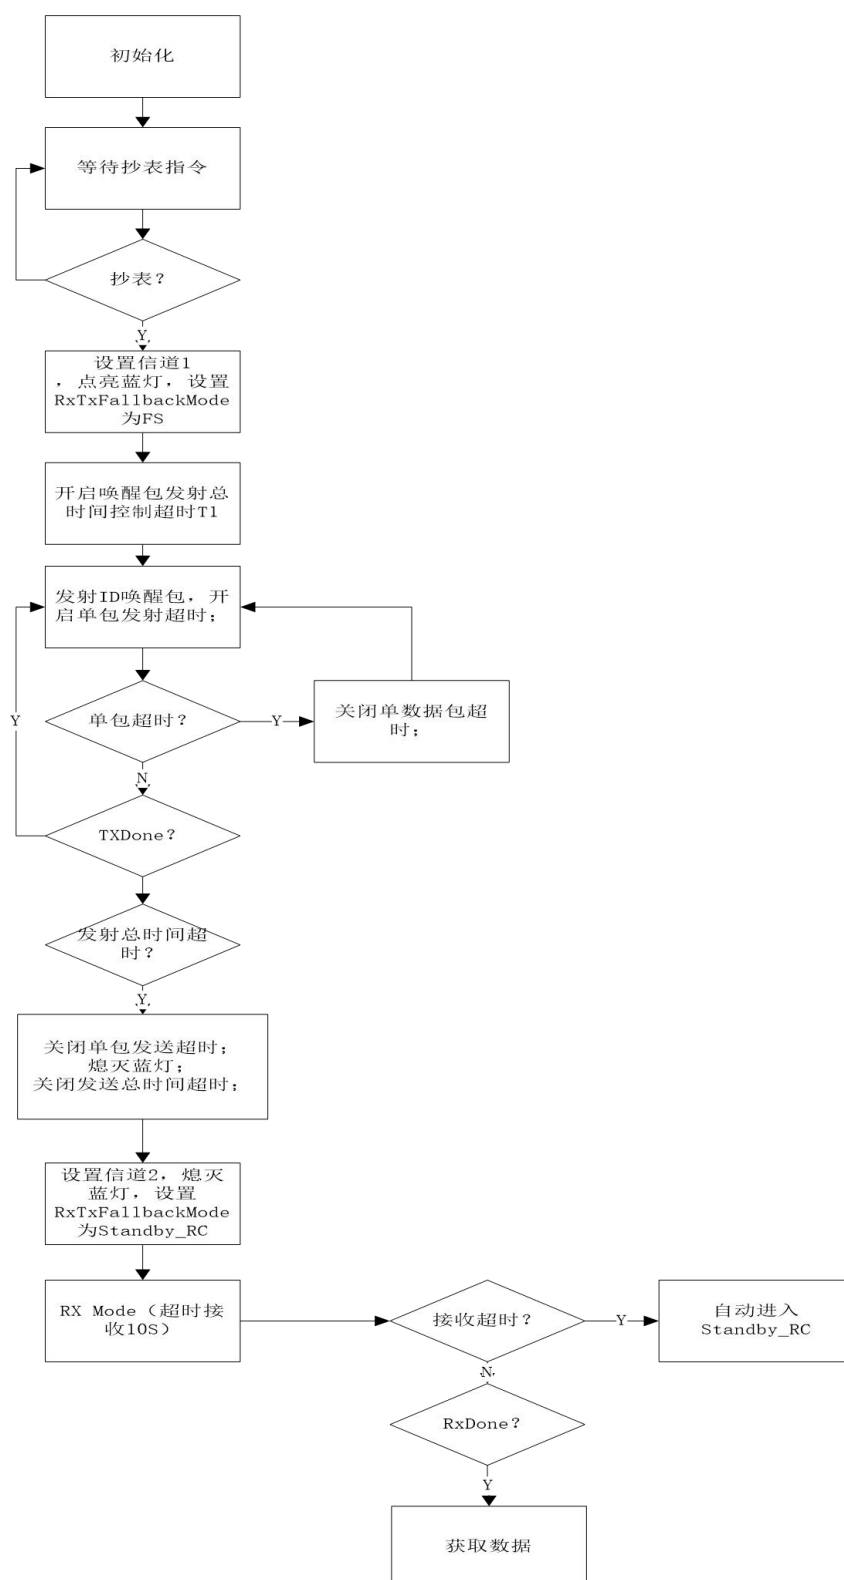 初始化
等待抄表指令
抄表？
Y
设置信道1
，点亮蓝灯，设置
RxTxFallbackMode
为FS
开启唤醒包发射总
时间控制超时T1
发射ID唤醒包，开
启单包发射超时；
单包超时？
Y
关闭单数据包超
时；
Y
N
TXDone？
发射总时间超
时？
Y
关闭单包发送超时；
熄灭蓝灯；
关闭发送总时间超时；
设置信道2，熄灭
蓝灯，设置
RxTxFallbackMode
为Standby_RC
RX Mode（超时接
收10S）
接收超时？
Y
自动进入
Standby_RC
N
RxDone？
Y
获取数据